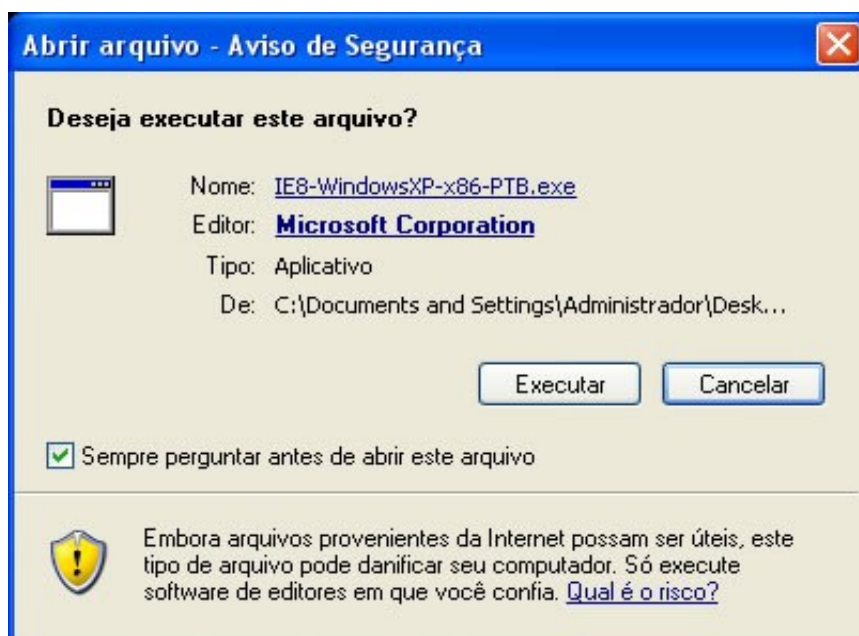 Abrir arquivo - Aviso de Segurança
Deseja executar este arquivo?
Nome: IE8-WindowsXP-x86-PTB.exe
Editor: Microsoft Corporation
Tipo: Aplicativo
De: C:\Documents and Settings\Administrador\Desk...
Executar Cancelar
Sempre perguntar antes de abrir este arquivo
Embora arquivos provenientes da Internet possam ser úteis, este
tipo de arquivo pode danificar seu computador. Só execute
software de editores em que você confia. Qual é o risco?